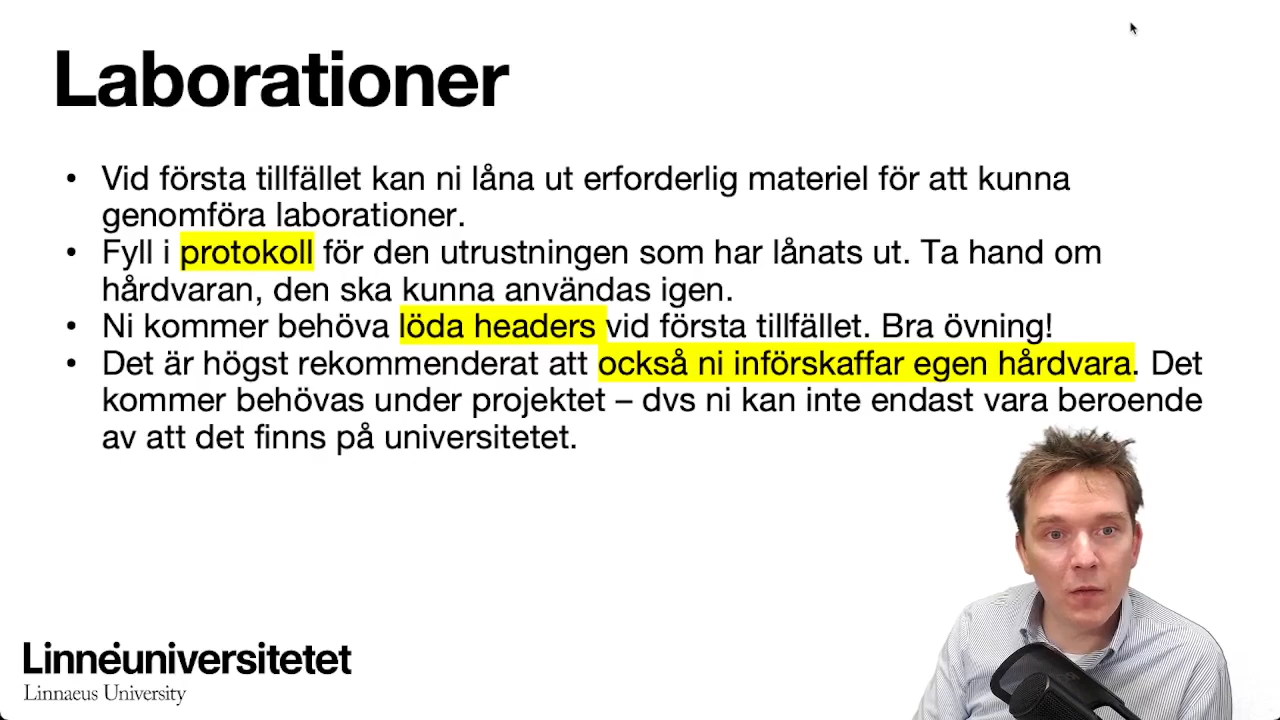 Laborationer
• Vid första tillfället kan ni låna ut erforderlig materiel för att kunna
genomföra laborationer.
• Fyll i protokoll för den utrustningen som har lånats ut. Ta hand om
hårdvaran, den ska kunna användas igen.
• Ni kommer behöva löda headers vid första tillfället. Bra övning!
• Det är högst rekommenderat att också ni införskaffar egen hårdvara. Det
kommer behövas under projektet – dvs ni kan inte endast vara beroende
av att det finns på universitetet.
Linnéuniversitetet
Linnaeus University